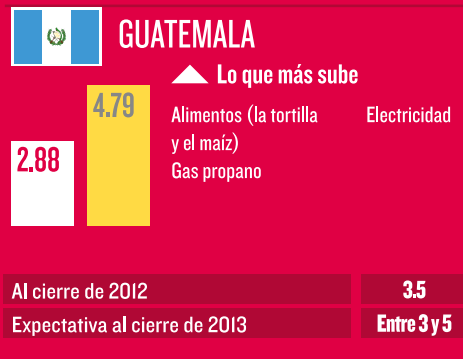 GUATEMALA
Lo que más sube
4.79
2.88
Alimentos (la tortilla
y el maíz)
Gas propano
Electricidad
Al cierre de 2012 3.5
Expectativa al cierre de 2013 Entre 3 y 5